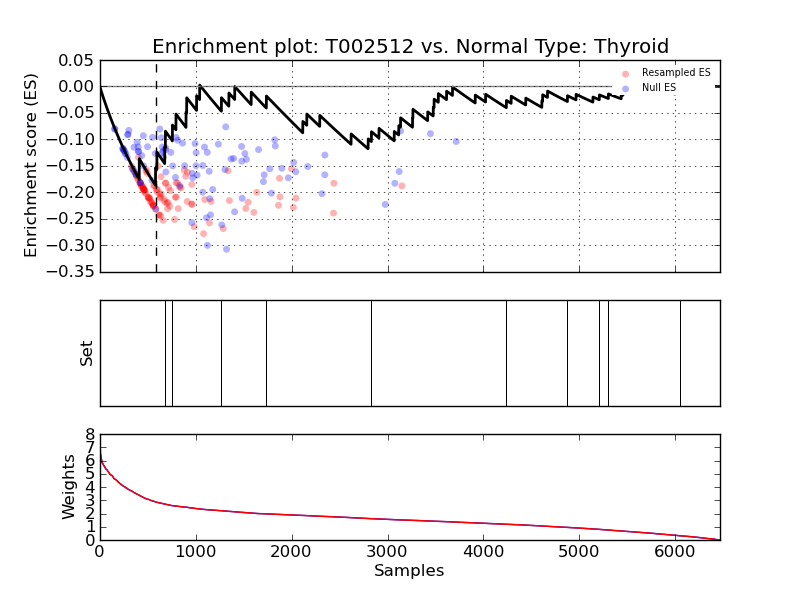 Enrichment plot: T002512 vs. Normal Type: Thyroid
Enrichment score (ES)
0.05
0.00
−0.05
−0.10
−0.15
−0.20
−0.25
−0.30
−0.35
Resampled ES
Null ES
Set
Weights
8
7
6
5
4
3
2
1
0
0 1000 2000 3000 4000 5000 6000
Samples